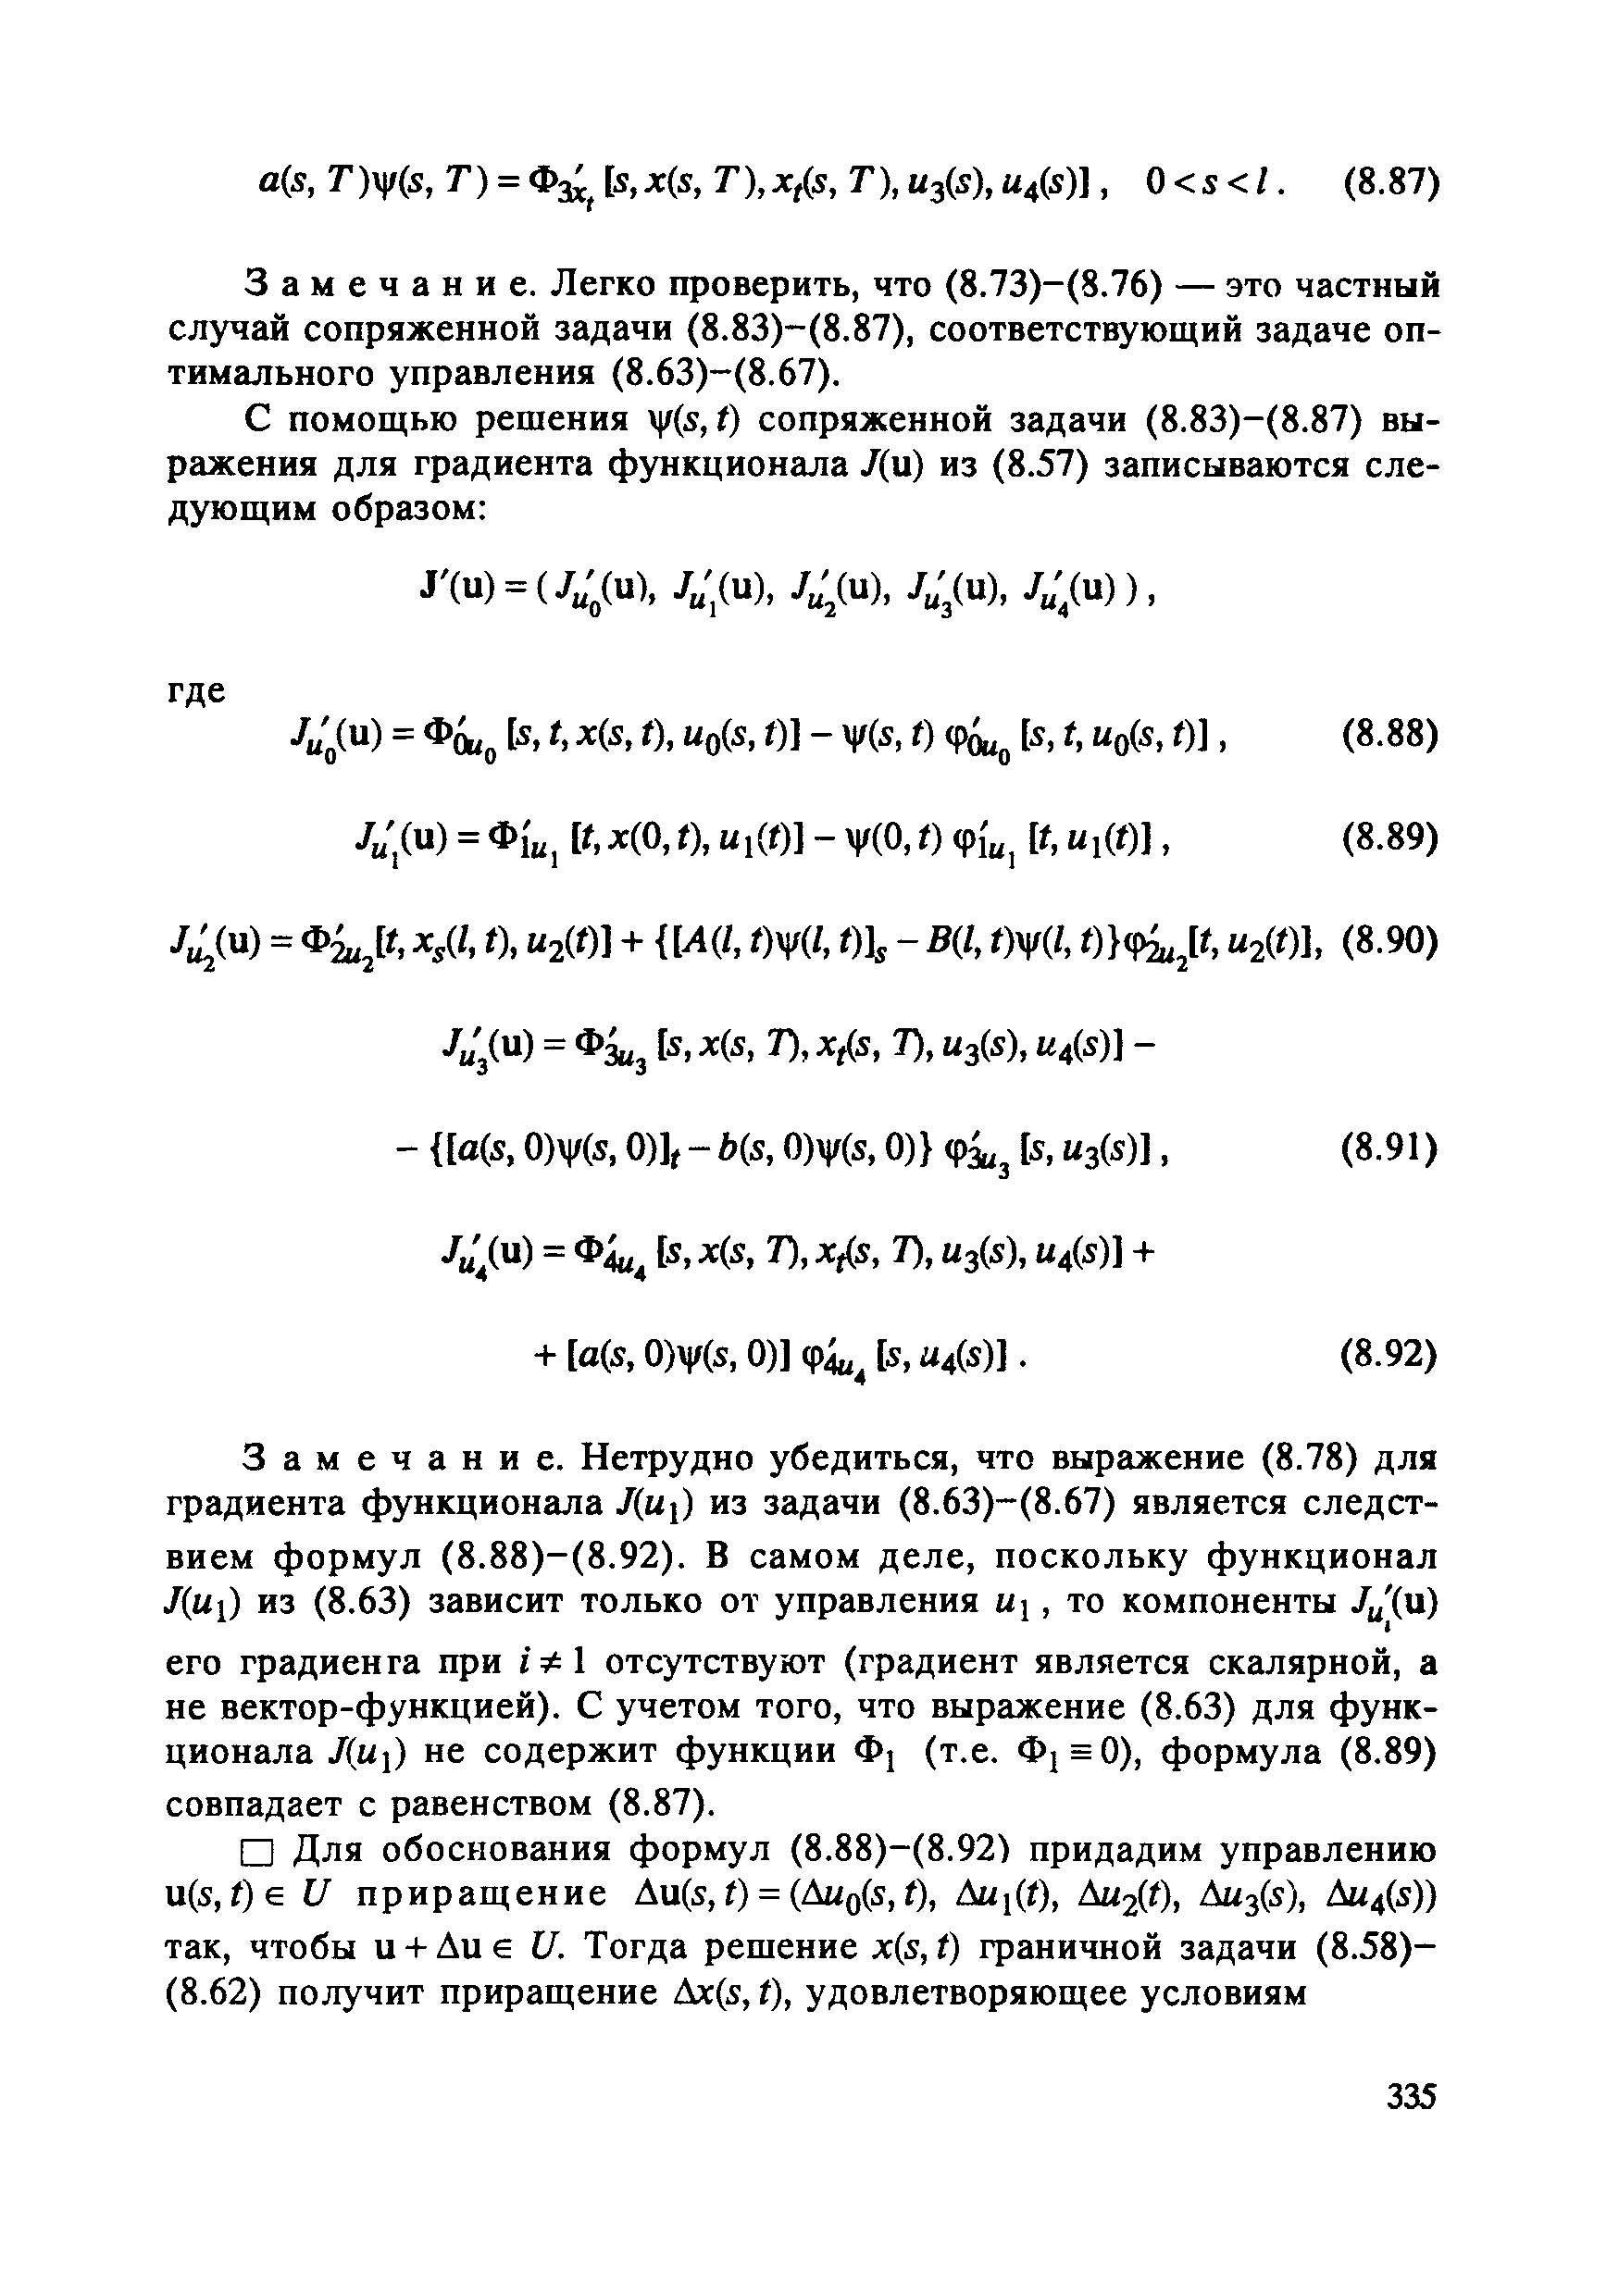 a(s, T)ψ(s, T) = Φ₃′ₓₜ [s, x(s, T), xₜ(s, T), u₃(s), u₄(s)] , 0 < s < l . (8.87)
З а м е ч а н и е. Легко проверить, что (8.73)–(8.76) — это частный
случай сопряженной задачи (8.83)–(8.87), соответствующий задаче оп-
тимального управления (8.63)–(8.67).
С помощью решения ψ(s, t) сопряженной задачи (8.83)–(8.87) вы-
ражения для градиента функционала J(u) из (8.57) записываются сле-
дующим образом:
J′(u) = ( J′u₀(u), J′u₁(u), J′u₂(u), J′u₃(u), J′u₄(u) ) ,
где
J′u₀(u) = Φ′₀u₀ [s, t, x(s, t), u₀(s, t)] – ψ(s, t) φ′₀u₀ [s, t, u₀(s, t)] , (8.88)
J′u₁(u) = Φ′₁u₁ [t, x(0, t), u₁(t)] – ψ(0, t) φ′₁u₁ [t, u₁(t)] , (8.89)
J′u₂(u) = Φ′₂u₂[t, xₛ(l, t), u₂(t)] + {[A(l, t)ψ(l, t)]ₛ – B(l, t)ψ(l, t)}φ′₂u₂[t, u₂(t)], (8.90)
J′u₃(u) = Φ′₃u₃ [s, x(s, T), xₜ(s, T), u₃(s), u₄(s)] –
– {[a(s, 0)ψ(s, 0)]ₜ – b(s, 0)ψ(s, 0)} φ′₃u₃ [s, u₃(s)] , (8.91)
J′u₄(u) = Φ′₄u₄ [s, x(s, T), xₜ(s, T), u₃(s), u₄(s)] +
+ [a(s, 0)ψ(s, 0)] φ′₄u₄ [s, u₄(s)] . (8.92)
З а м е ч а н и е. Нетрудно убедиться, что выражение (8.78) для
градиента функционала J(u₁) из задачи (8.63)–(8.67) является следст-
вием формул (8.88)–(8.92). В самом деле, поскольку функционал
J(u₁) из (8.63) зависит только от управления u₁ , то компоненты J′uᵢ(u)
его градиента при i ≠ 1 отсутствуют (градиент является скалярной, а
не вектор-функцией). С учетом того, что выражение (8.63) для функ-
ционала J(u₁) не содержит функции Φ₁ (т.е. Φ₁ ≡ 0), формула (8.89)
совпадает с равенством (8.87).
□ Для обоснования формул (8.88)–(8.92) придадим управлению
u(s, t) ∈ U приращение Δu(s, t) = (Δu₀(s, t), Δu₁(t), Δu₂(t), Δu₃(s), Δu₄(s))
так, чтобы u + Δu ∈ U. Тогда решение x(s, t) граничной задачи (8.58)–
(8.62) получит приращение Δx(s, t), удовлетворяющее условиям
335